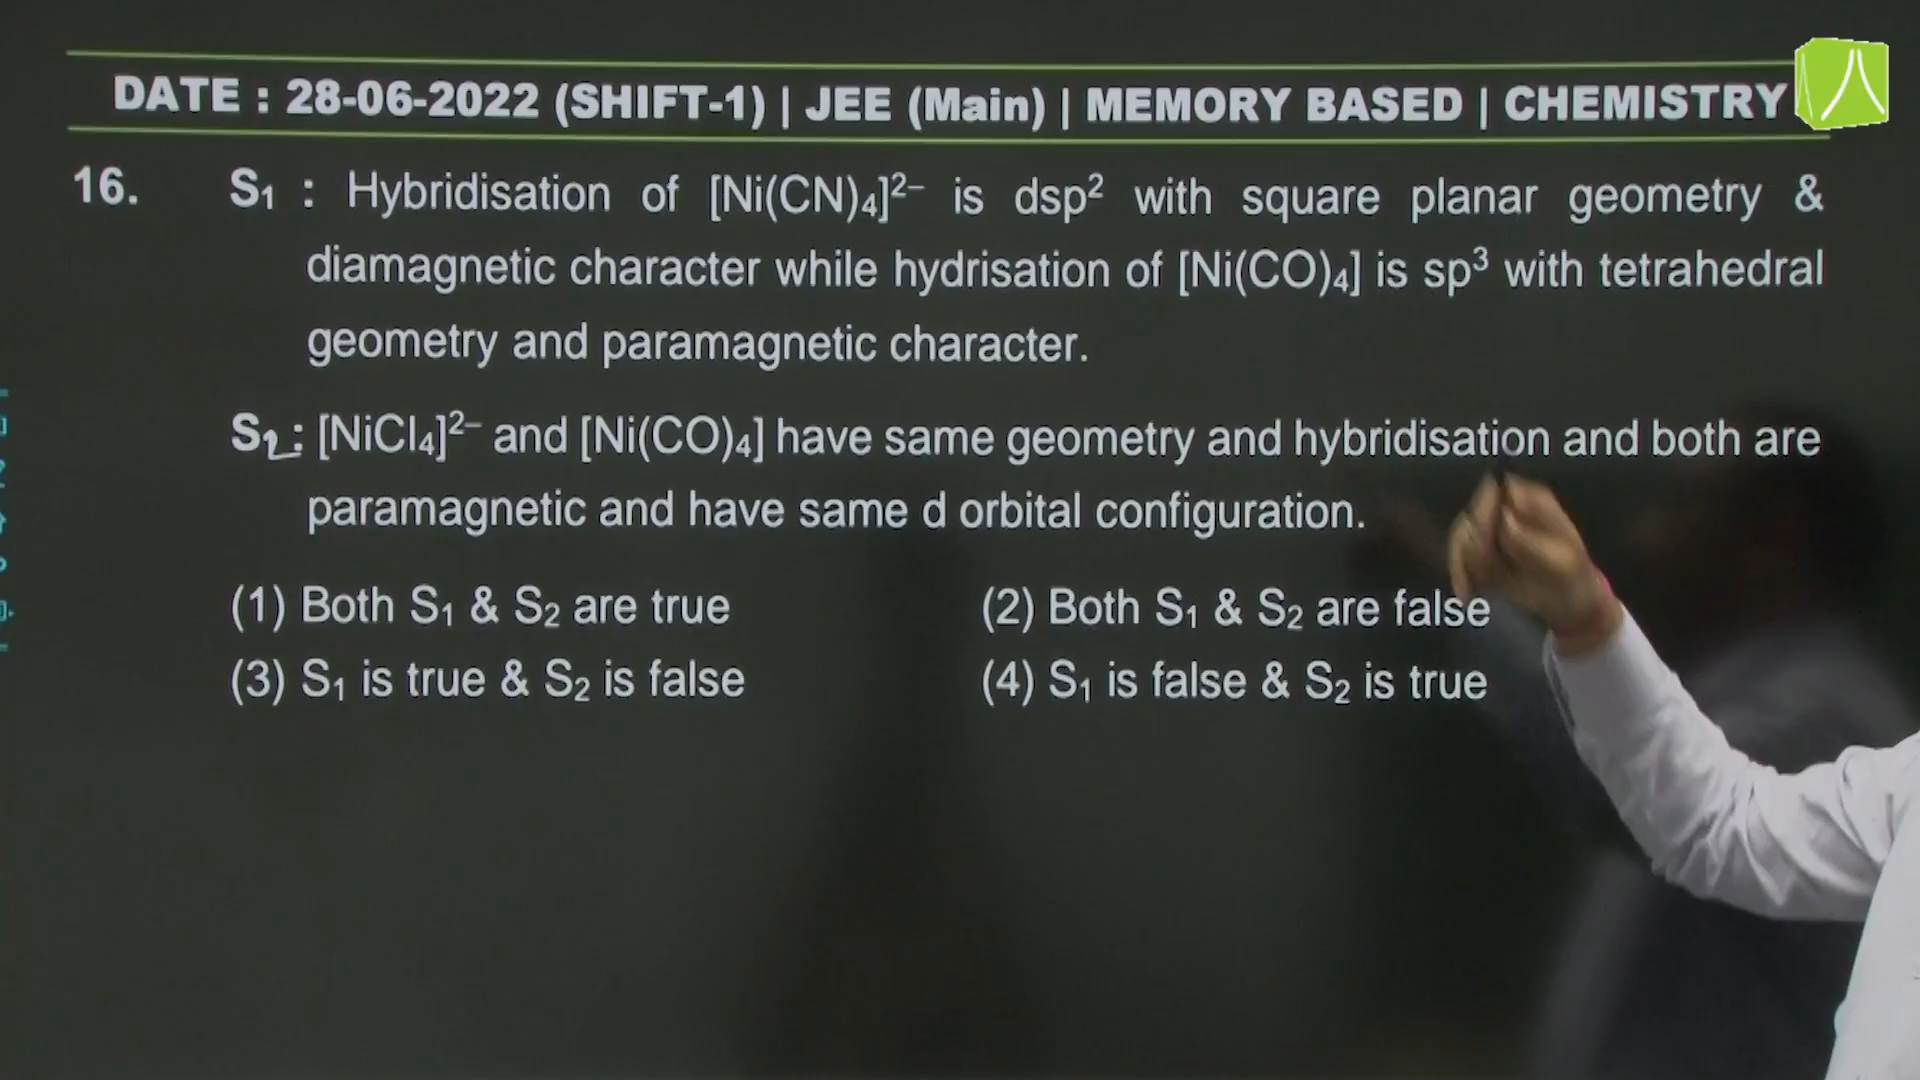 DATE : 28-06-2022 (SHIFT-1) | JEE (Main) | MEMORY BASED | CHEMISTRY
16. S₁ : Hybridisation of [Ni(CN)₄]²⁻ is dsp² with square planar geometry &
diamagnetic character while hydrisation of [Ni(CO)₄] is sp³ with tetrahedral
geometry and paramagnetic character.
S₂ : [NiCl₄]²⁻ and [Ni(CO)₄] have same geometry and hybridisation and both are
paramagnetic and have same d orbital configuration.
(1) Both S₁ & S₂ are true (2) Both S₁ & S₂ are false
(3) S₁ is true & S₂ is false (4) S₁ is false & S₂ is true